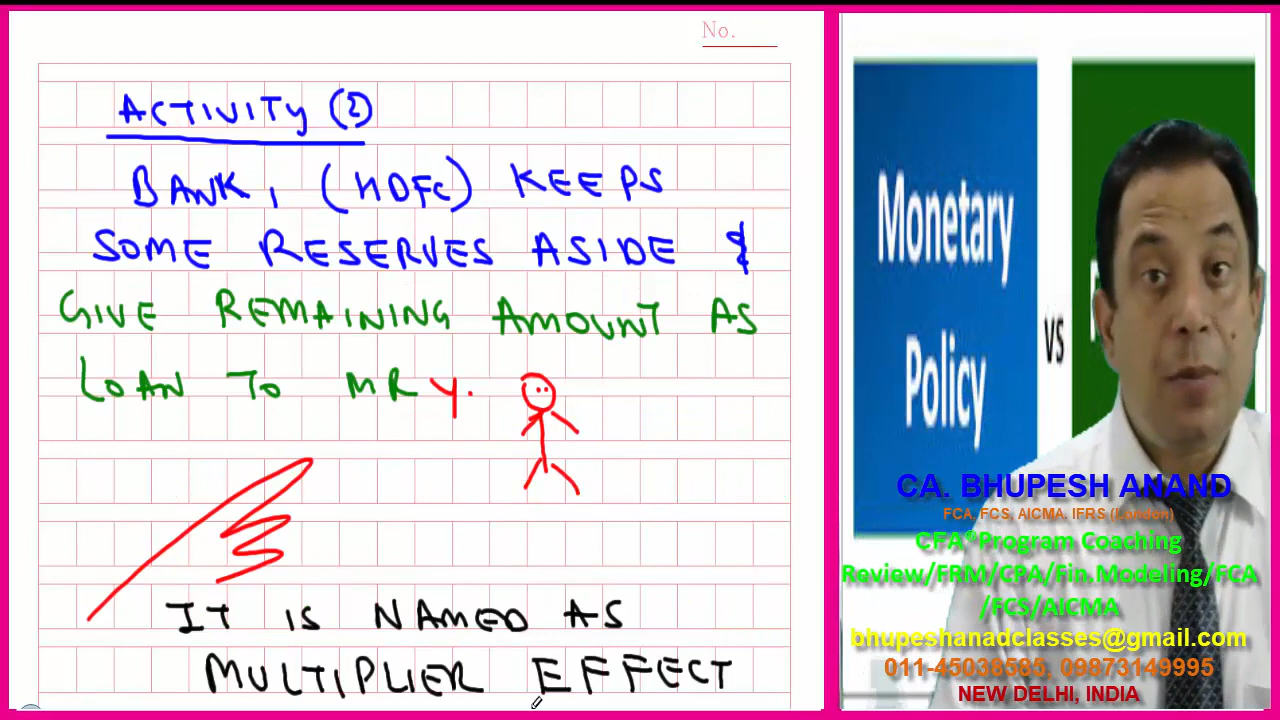 No.
ACTIVITY (2)
BANK, (HDFC) KEEPS
SOME RESERVES ASIDE &
GIVE REMAINING AMOUNT AS
LOAN TO MR Y.
IT IS NAMED AS
MULTIPLIER EFFECT
Monetary
Policy
vs
F
CA. BHUPESH ANAND
FCA. FCS, AICMA. IFRS (London)
CFA®Program Coaching
Review/FRM/CPA/Fin.Modeling/FCA
/FCS/AICMA
bhupeshanadclasses@gmail.com
011-45036585, 09873149995
NEW DELHI, INDIA